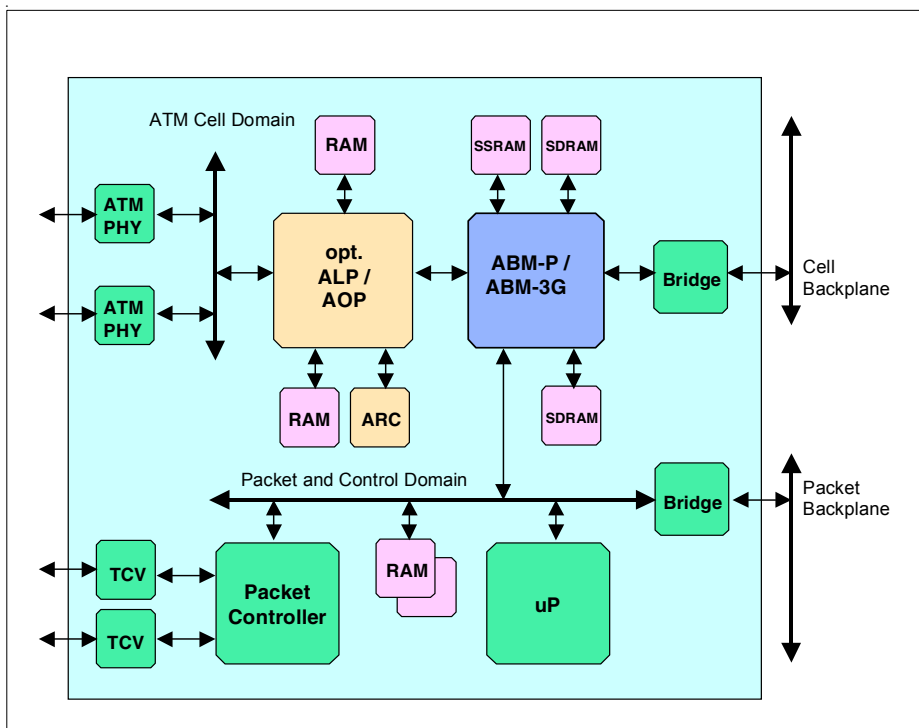 ATM Cell Domain
RAM
SSRAM
SDRAM
ATM
PHY
opt.
ALP /
AOP
ABM-P /
ABM-3G
Bridge
Cell
Backplane
ATM
PHY
RAM
ARC
SDRAM
Packet and Control Domain
Bridge
Packet
Backplane
TCV
Packet
Controller
RAM
uP
TCV